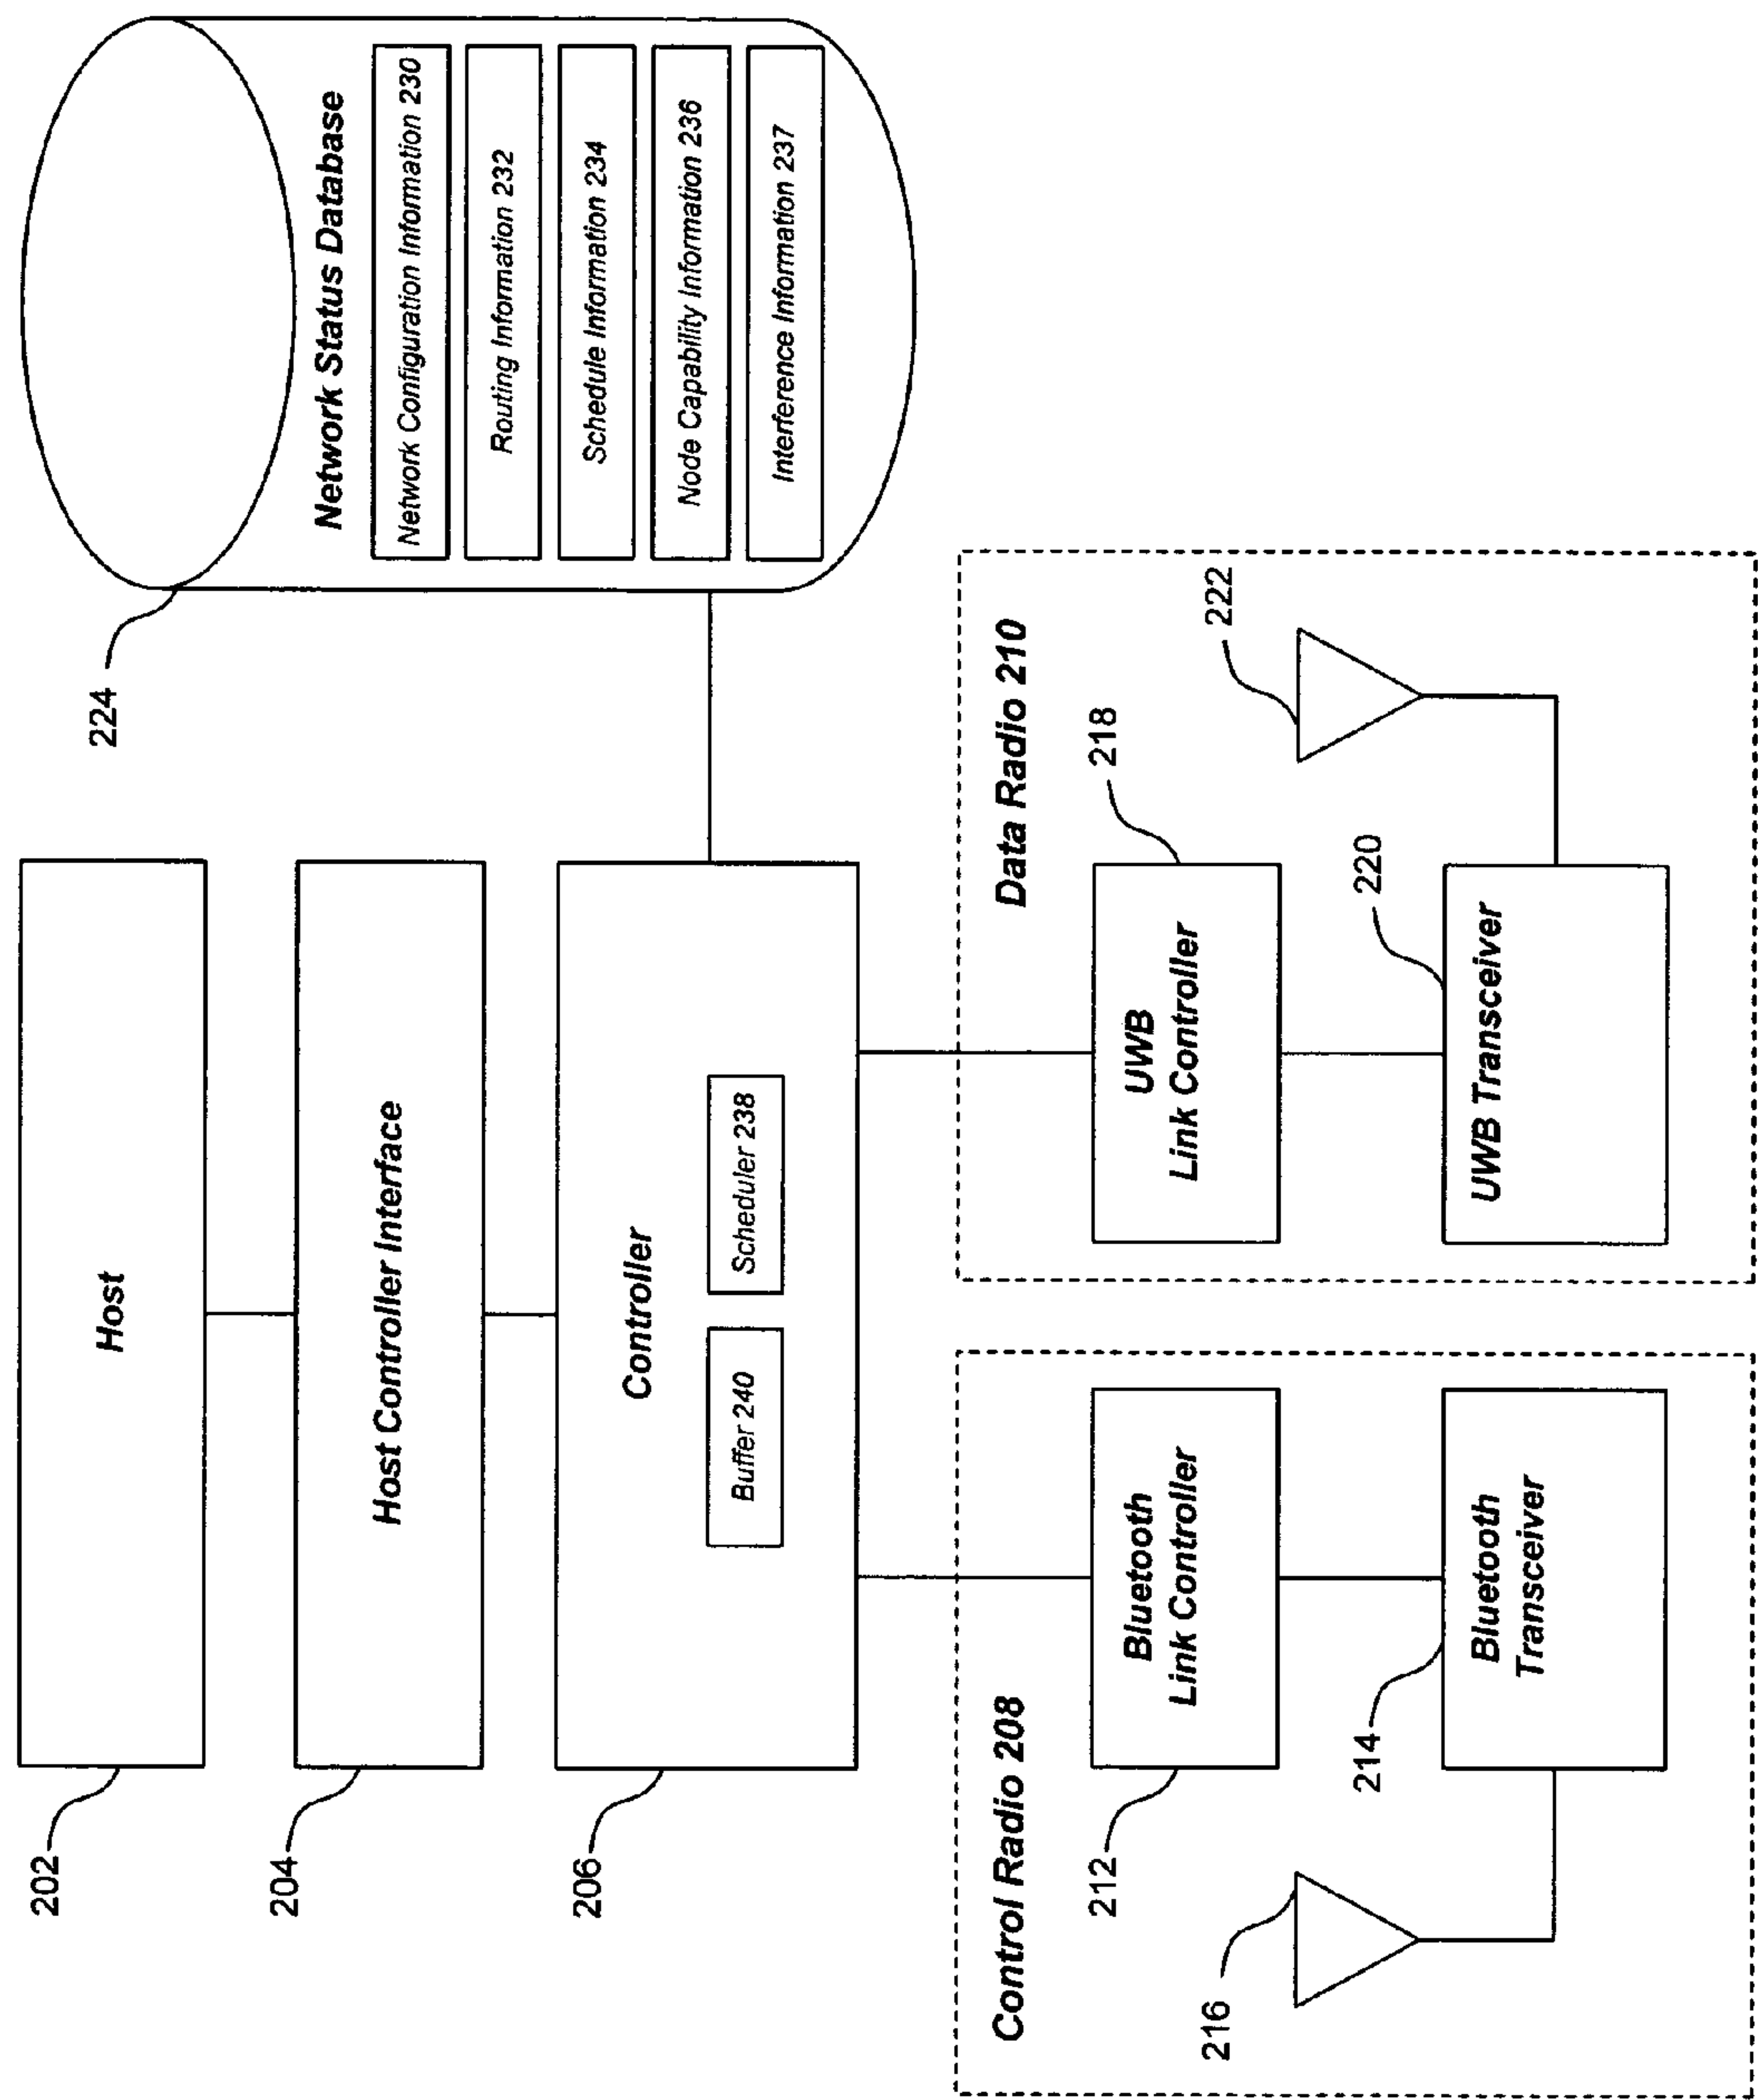 202
Host
204
Host Controller Interface
206
Controller
Buffer 240
Scheduler 238
224
Network Status Database
Network Configuration Information 230
Routing Information 232
Schedule Information 234
Node Capability Information 236
Interference Information 237
Control Radio 208
212
Bluetooth
Link Controller
216
214
Bluetooth
Transceiver
Data Radio 210
218
UWB
Link Controller
222
220
UWB Transceiver